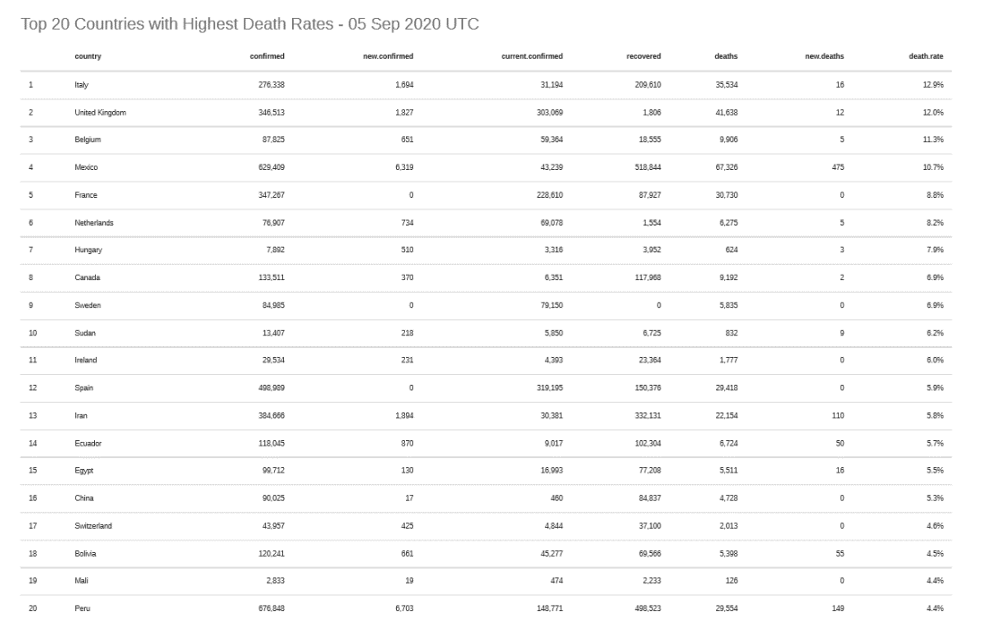 Top 20 Countries with Highest Death Rates - 05 Sep 2020 UTC
country confirmed new.confirmed current.confirmed recovered deaths new.deaths death.rate
1 Italy 276,338 1,694 31,194 209,610 35,534 16 12.9%
2 United Kingdom 346,513 1,827 303,069 1,806 41,638 12 12.0%
3 Belgium 87,825 651 59,364 18,555 9,906 5 11.3%
4 Mexico 629,409 6,319 43,239 518,844 67,326 475 10.7%
5 France 347,267 0 228,610 87,927 30,730 0 8.8%
6 Netherlands 76,907 734 69,078 1,554 6,275 5 8.2%
7 Hungary 7,892 510 3,316 3,952 624 3 7.9%
8 Canada 133,511 370 6,351 117,968 9,192 2 6.9%
9 Sweden 84,985 0 79,150 0 5,835 0 6.9%
10 Sudan 13,407 218 5,850 6,725 832 9 6.2%
11 Ireland 29,534 231 4,393 23,364 1,777 0 6.0%
12 Spain 498,989 0 319,195 150,376 29,418 0 5.9%
13 Iran 384,666 1,894 30,381 332,131 22,154 110 5.8%
14 Ecuador 118,045 870 9,017 102,304 6,724 50 5.7%
15 Egypt 99,712 130 16,993 77,208 5,511 16 5.5%
16 China 90,025 17 460 84,837 4,728 0 5.3%
17 Switzerland 43,957 425 4,844 37,100 2,013 0 4.6%
18 Bolivia 120,241 661 45,277 69,566 5,398 55 4.5%
19 Mali 2,833 19 474 2,233 126 0 4.4%
20 Peru 676,848 6,703 148,771 498,523 29,554 149 4.4%